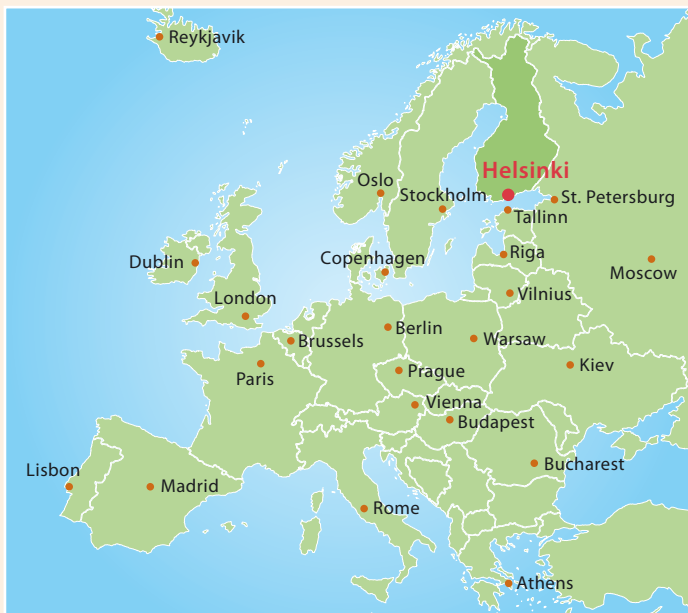 Reykjavik
Helsinki
Oslo
Stockholm
St. Petersburg
Tallinn
Riga
Moscow
Copenhagen
Dublin
Vilnius
London
Berlin
Warsaw
Brussels
Paris
Prague
Kiev
Vienna
Budapest
Bucharest
Lisbon
Madrid
Rome
Athens